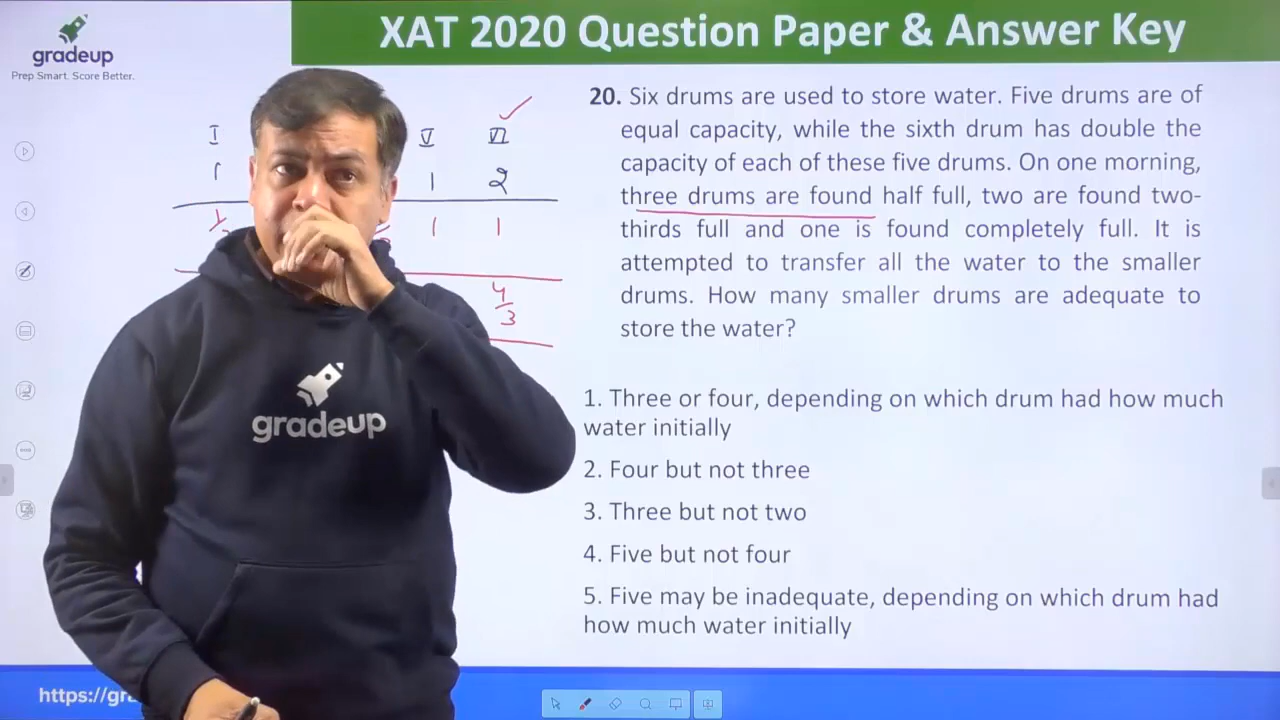 gradeup
Prep Smart. Score Better.
XAT 2020 Question Paper & Answer Key
I
V
VI
1
1
2
1
1
4/3
20. Six drums are used to store water. Five drums are of
equal capacity, while the sixth drum has double the
capacity of each of these five drums. On one morning,
three drums are found half full, two are found two-
thirds full and one is found completely full. It is
attempted to transfer all the water to the smaller
drums. How many smaller drums are adequate to
store the water?
1. Three or four, depending on which drum had how much
water initially
2. Four but not three
3. Three but not two
4. Five but not four
5. Five may be inadequate, depending on which drum had
how much water initially
gradeup